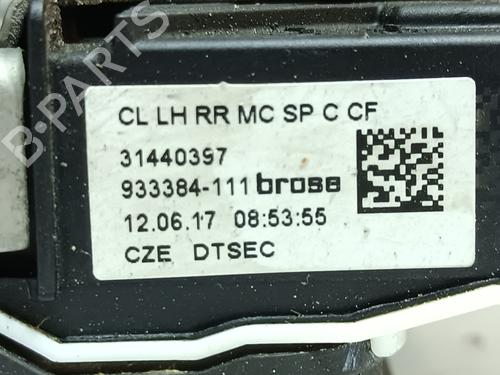 B-PARTS
CL LH RR MC SP C CF
31440397
933384-111 brose
12.06.17 08:53:55
CZE DTSEC